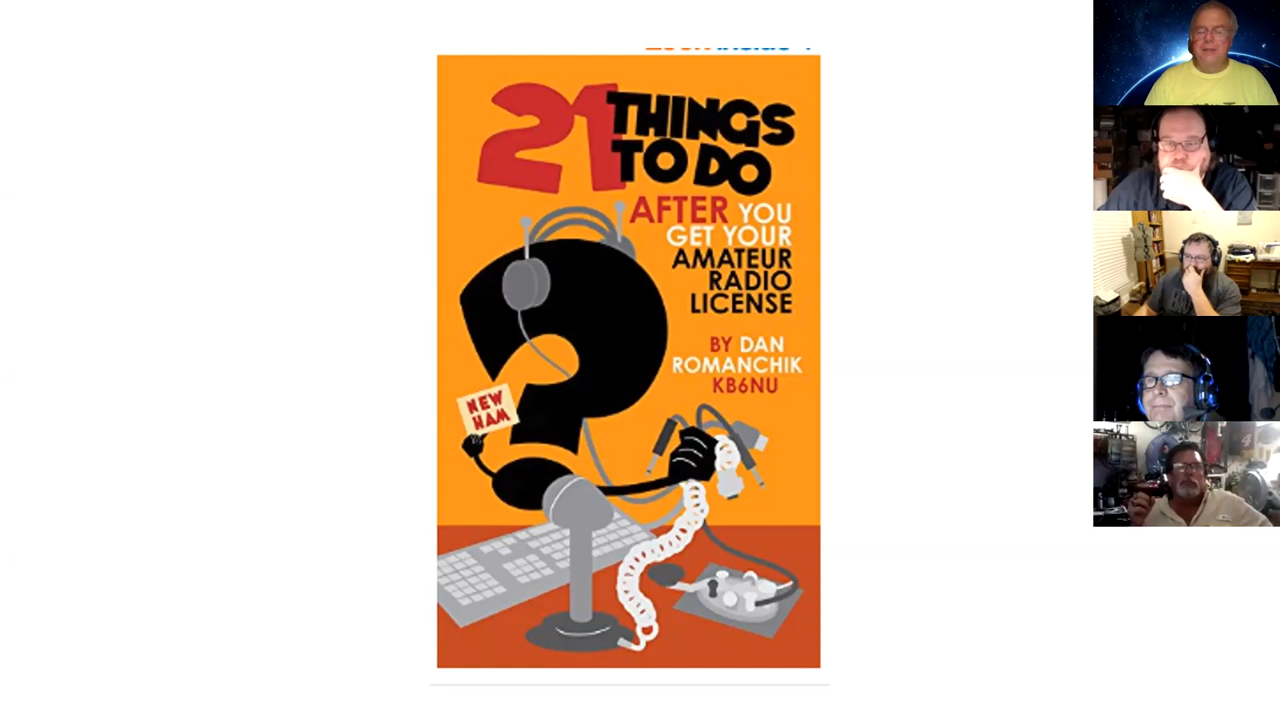 21 THINGS
TO DO
AFTER YOU
GET YOUR
AMATEUR
RADIO
LICENSE
BY DAN
ROMANCHIK
KB6NU
NEW
HAM